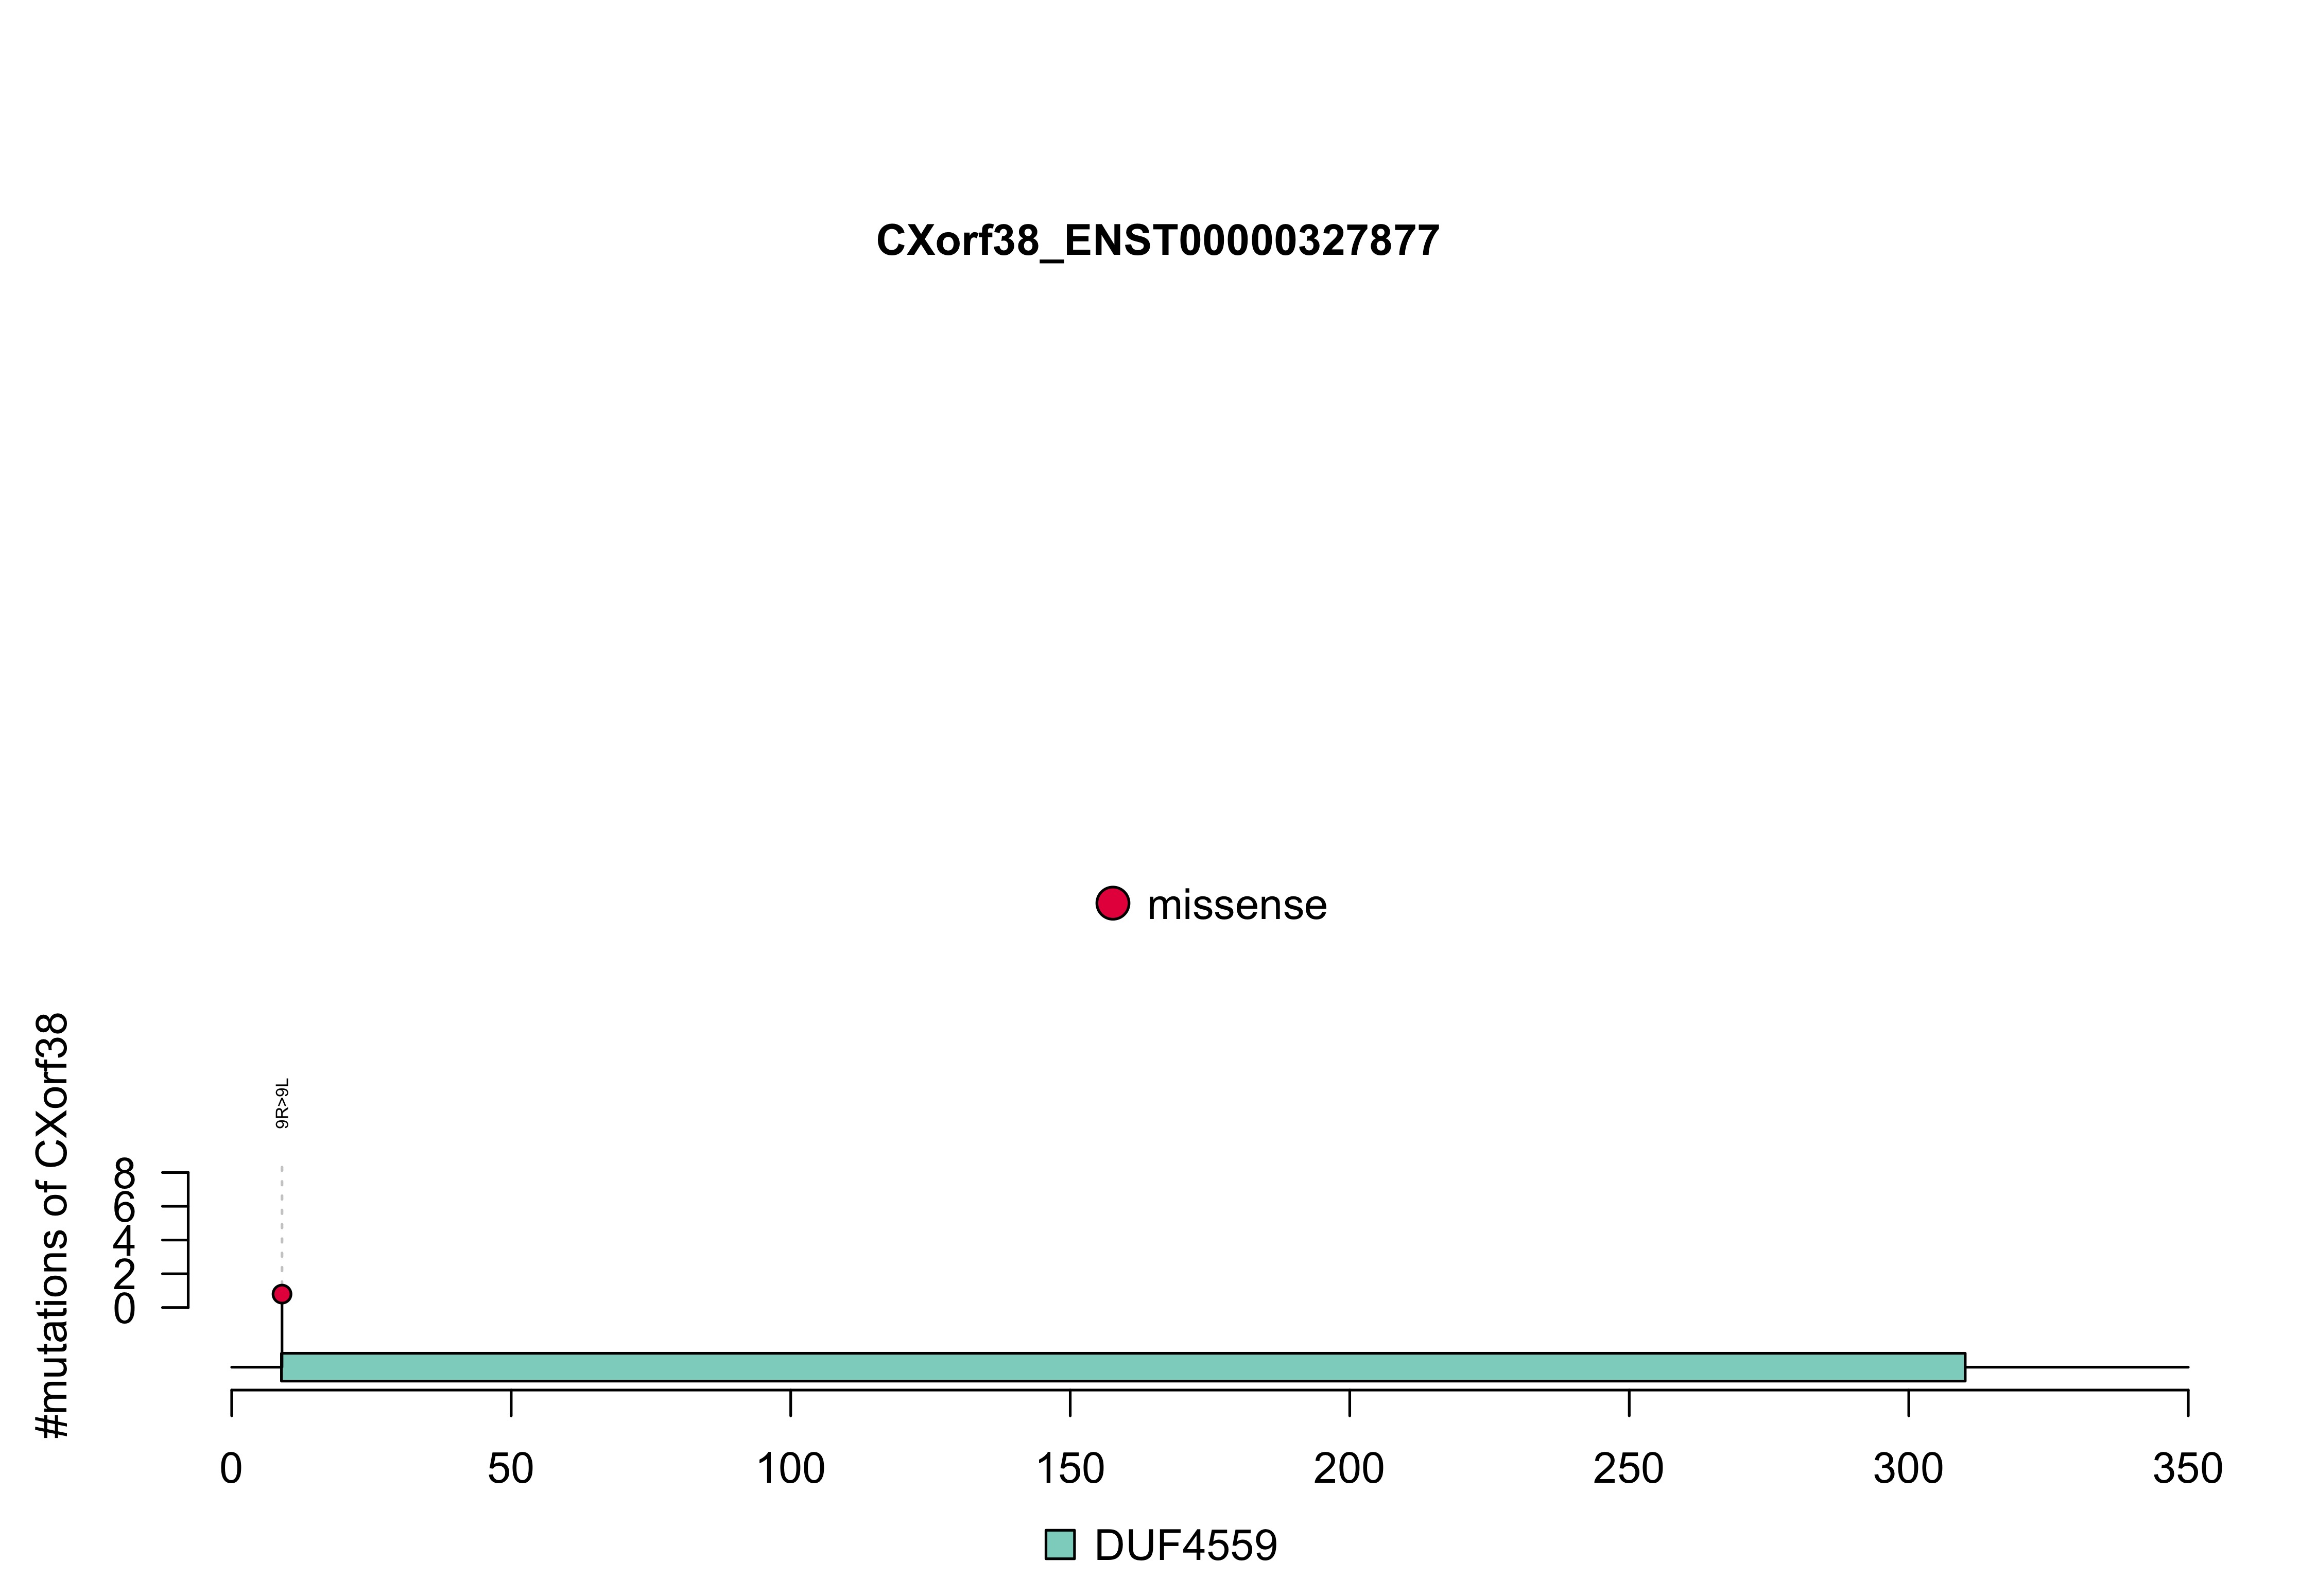 CXorf38_ENST00000327877
missense
#mutations of CXorf38
9R>9L
8
6
4
2
0
0 50 100 150 200 250 300 350
DUF4559